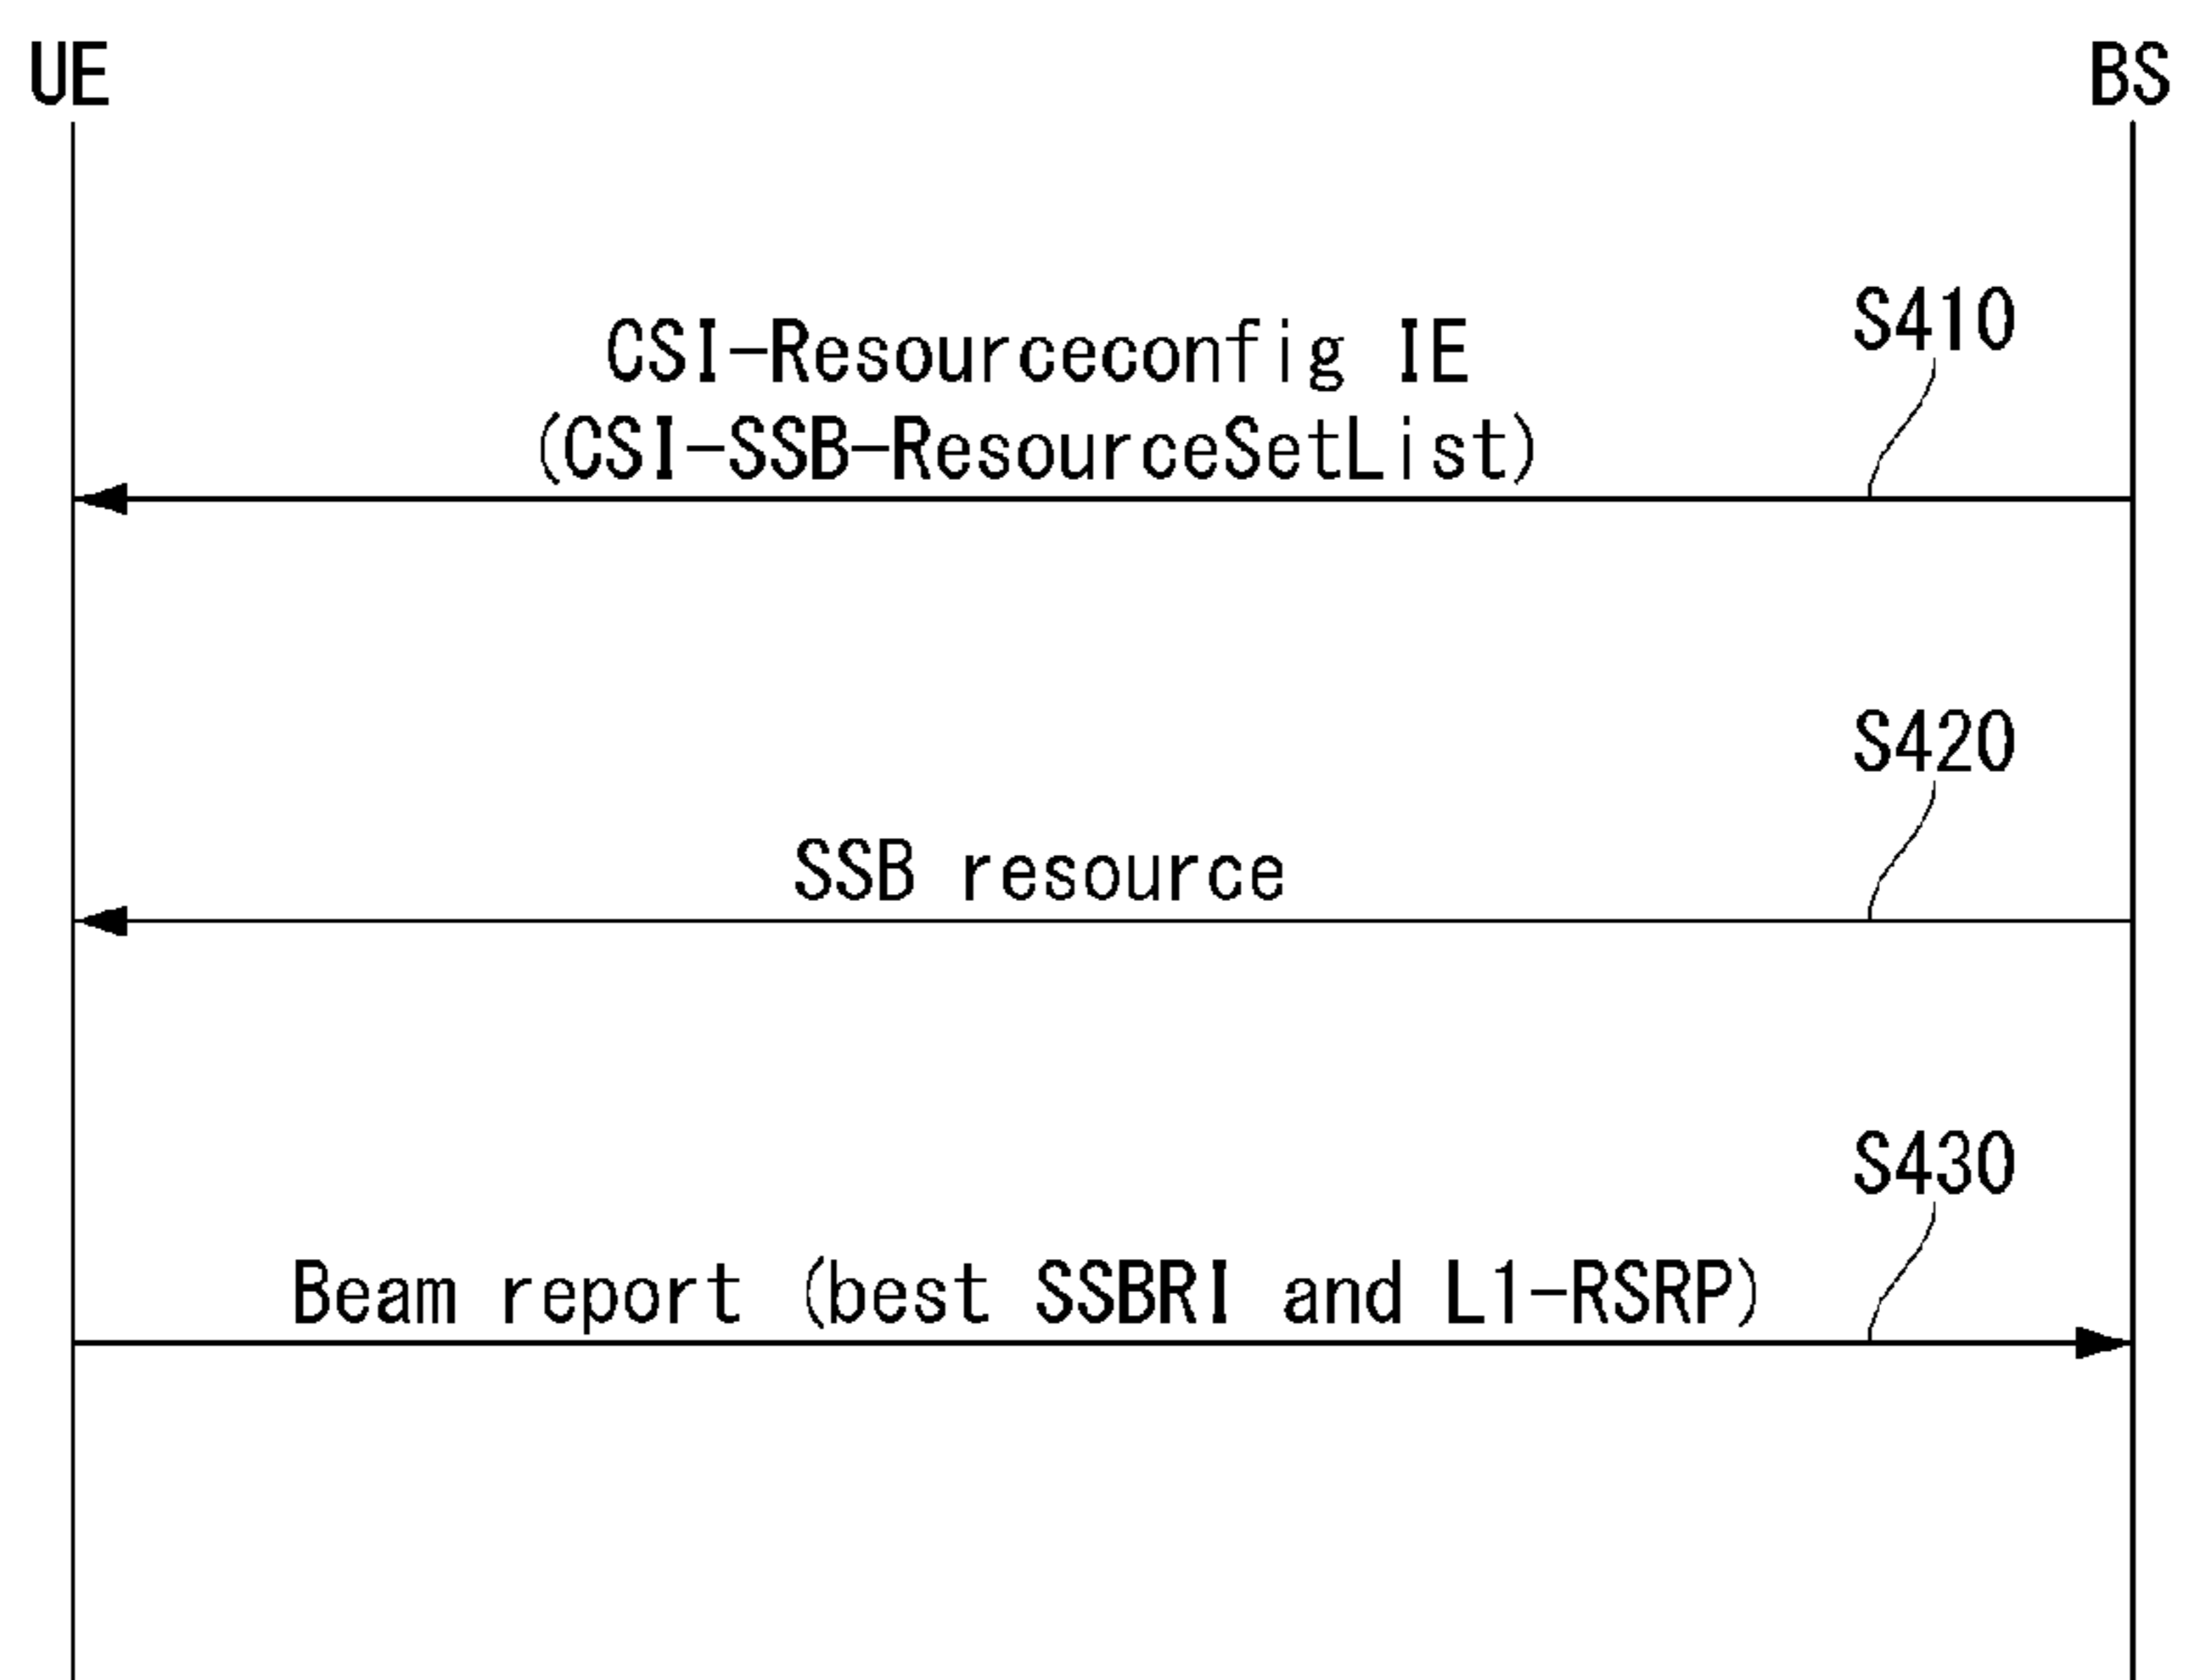 UE
BS
S410
CSI-Resourceconfig IE
(CSI-SSB-ResourceSetList)
S420
SSB resource
S430
Beam report (best SSBRI and L1-RSRP)